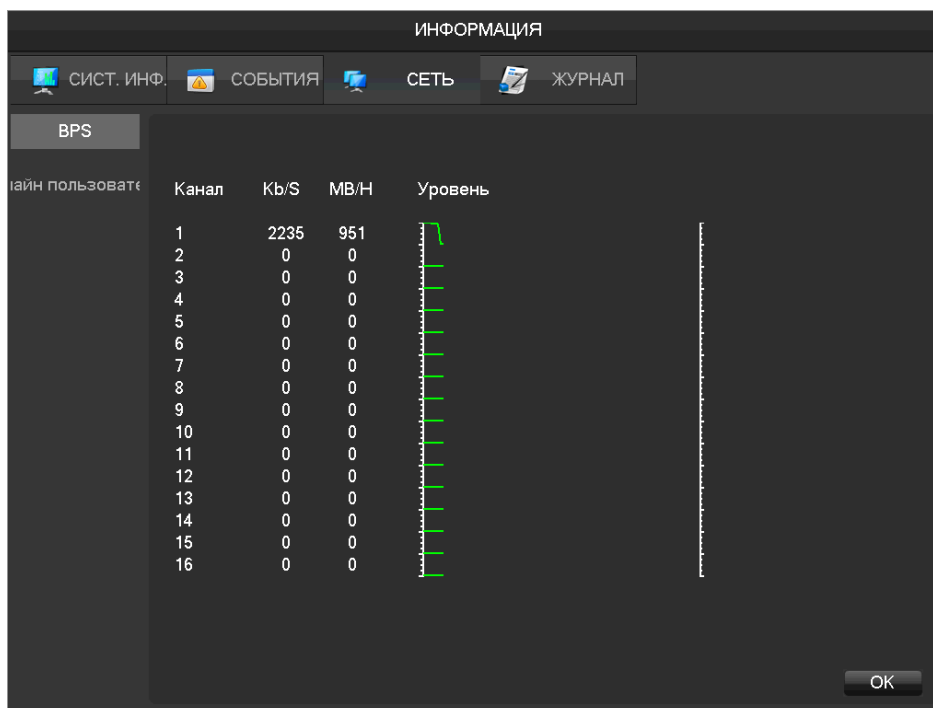 ИНФОРМАЦИЯ
СИСТ. ИНФ. СОБЫТИЯ СЕТЬ ЖУРНАЛ
BPS
лайн пользовате
Канал Kb/S MB/H Уровень
1 2235 951
2 0 0
3 0 0
4 0 0
5 0 0
6 0 0
7 0 0
8 0 0
9 0 0
10 0 0
11 0 0
12 0 0
13 0 0
14 0 0
15 0 0
16 0 0
OK